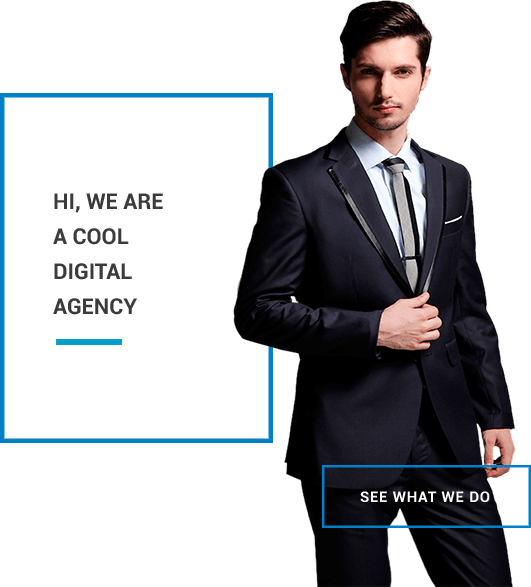 HI, WE ARE
A COOL
DIGITAL
AGENCY
SEE WHAT WE DO